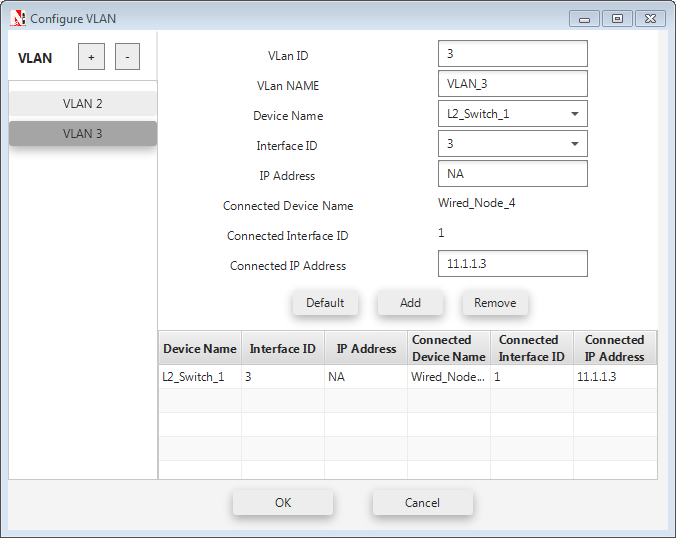 Configure VLAN
VLAN + -
VLAN 2
VLAN 3
VLan ID 3
VLan NAME VLAN_3
Device Name L2_Switch_1
Interface ID 3
IP Address NA
Connected Device Name Wired_Node_4
Connected Interface ID 1
Connected IP Address 11.1.1.3
Default Add Remove
Device Name Interface ID IP Address Connected Device Name Connected Interface ID Connected IP Address
L2_Switch_1 3 NA Wired_Node... 1 11.1.1.3
OK Cancel